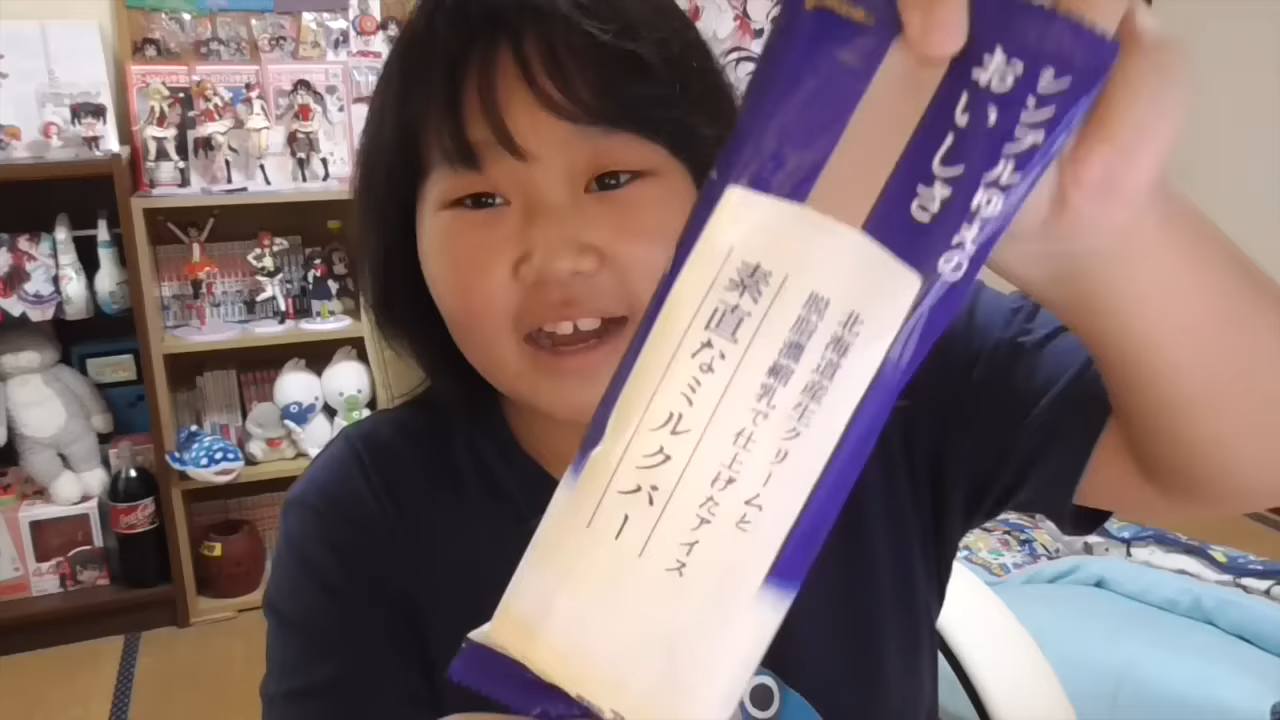 シンプルゆえの
おいしさ
北海道産生クリームと
脱脂濃縮乳で仕上げたアイス
素直なミルクバー
Coca-Cola